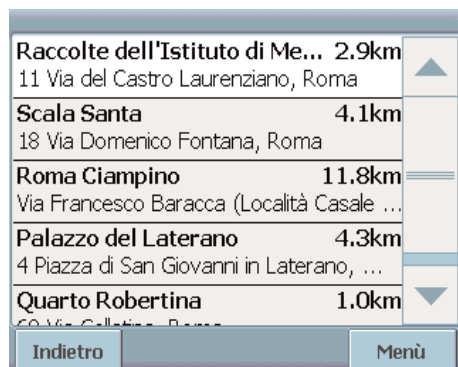 Raccolte dell'Istituto di Me... 2.9km
11 Via del Castro Laurenziano, Roma
Scala Santa 4.1km
18 Via Domenico Fontana, Roma
Roma Ciampino 11.8km
Via Francesco Baracca (Località Casale ...
Palazzo del Laterano 4.3km
4 Piazza di San Giovanni in Laterano, ...
Quarto Robertina 1.0km
Via Roma
Indietro Menù